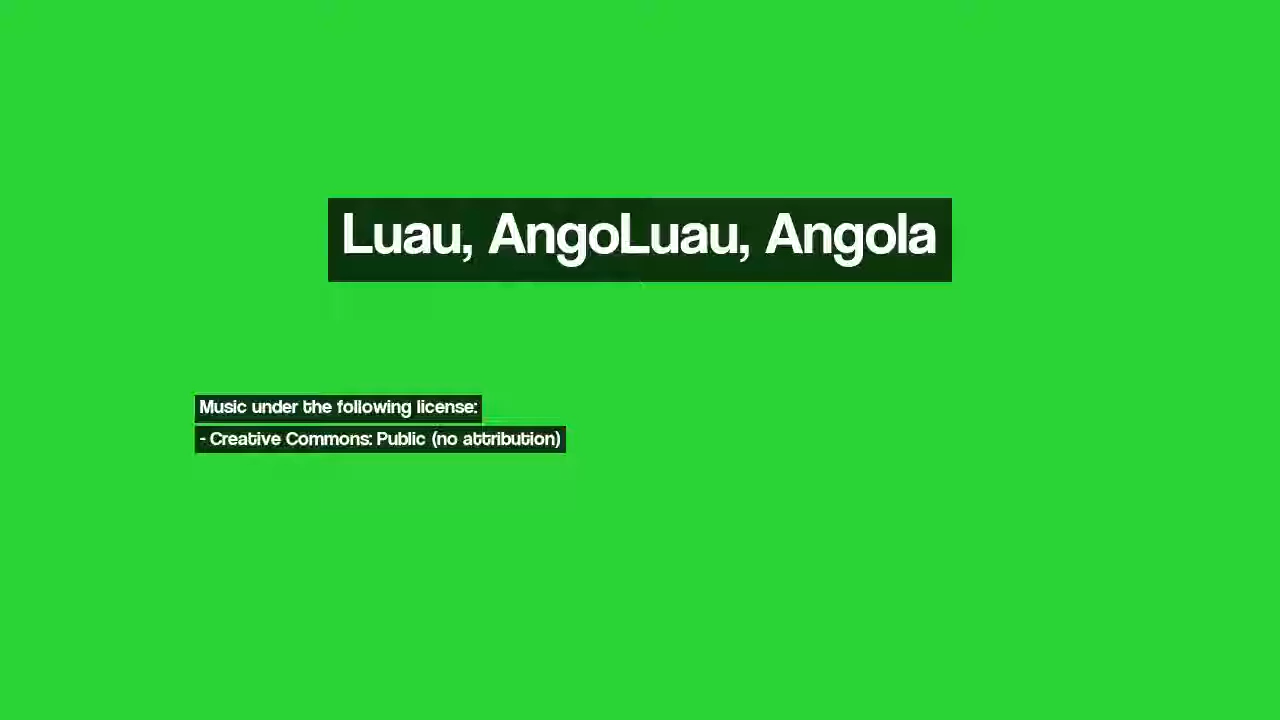 Luau, AngoLuau, Angola
Music under the following license:
- Creative Commons: Public (no attribution)